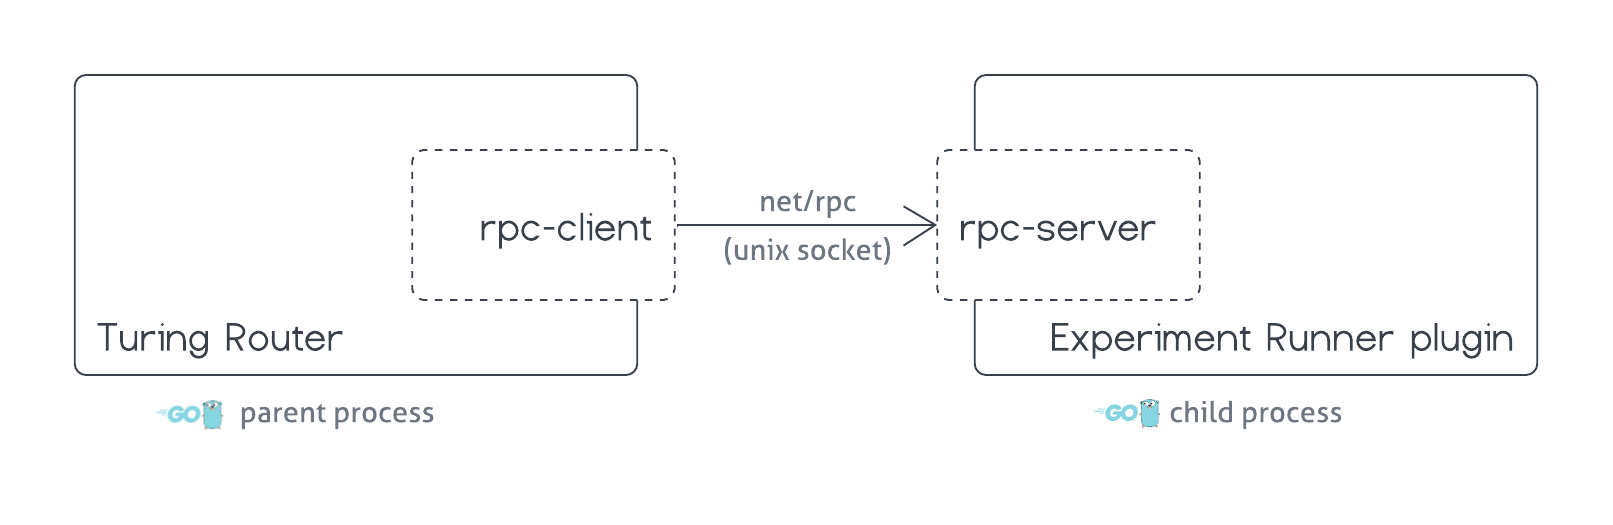 net/rpc
rpc-client
rpc-server
(unix socket)
Turing Router
Experiment Runner plugin
GO parent process
GO child process